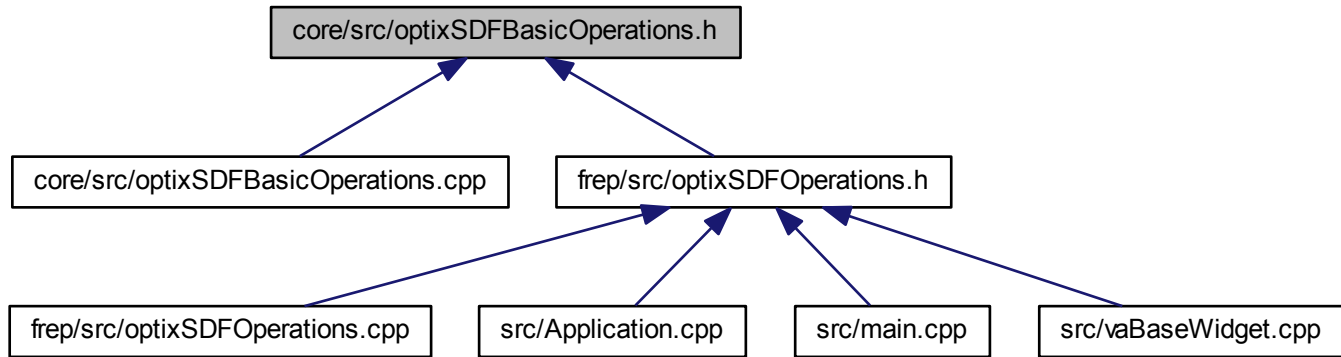 core/src/optixSDFBasicOperations.h
core/src/optixSDFBasicOperations.cpp
frep/src/optixSDFOperations.h
frep/src/optixSDFOperations.cpp
src/Application.cpp
src/main.cpp
src/vaBaseWidget.cpp